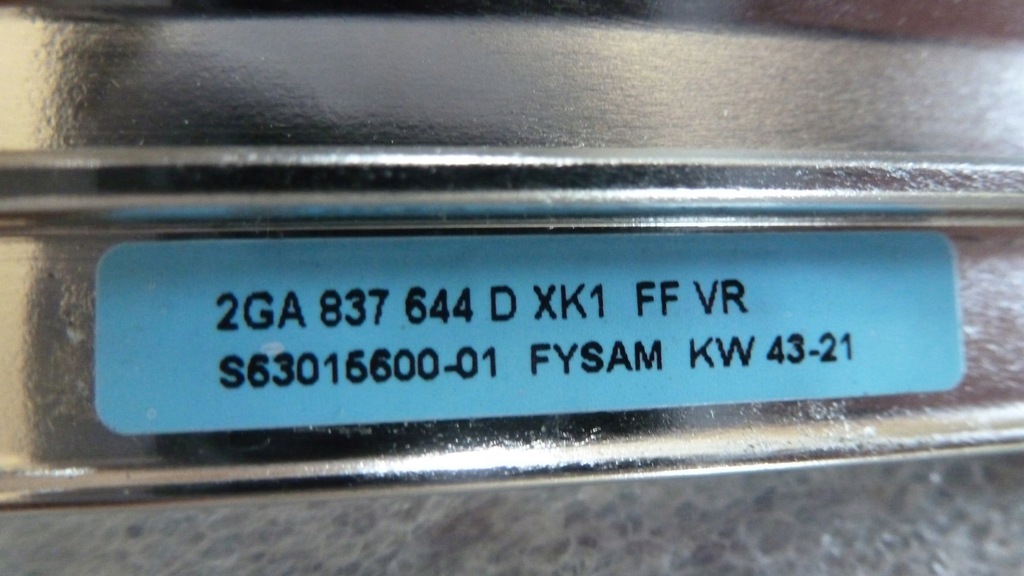 2GA 837 644 D XK1 FF VR
S63015600-01 FYSAM KW 43-21